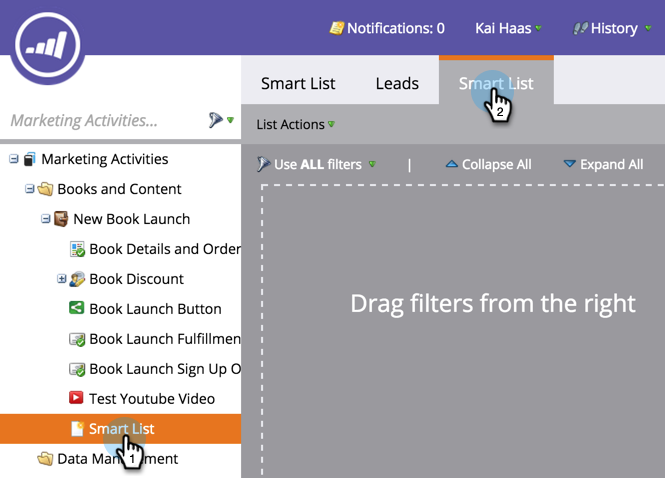 Notifications: 0 Kai Haas History
Smart List Leads Smart List
2
Marketing Activities...
List Actions
Use ALL filters | Collapse All Expand All
Marketing Activities
Books and Content
New Book Launch
Book Details and Order
Book Discount
Book Launch Button
Book Launch Fulfillmen
Book Launch Sign Up O
Test Youtube Video
Smart List
1
Data Man ment
Drag filters from the right